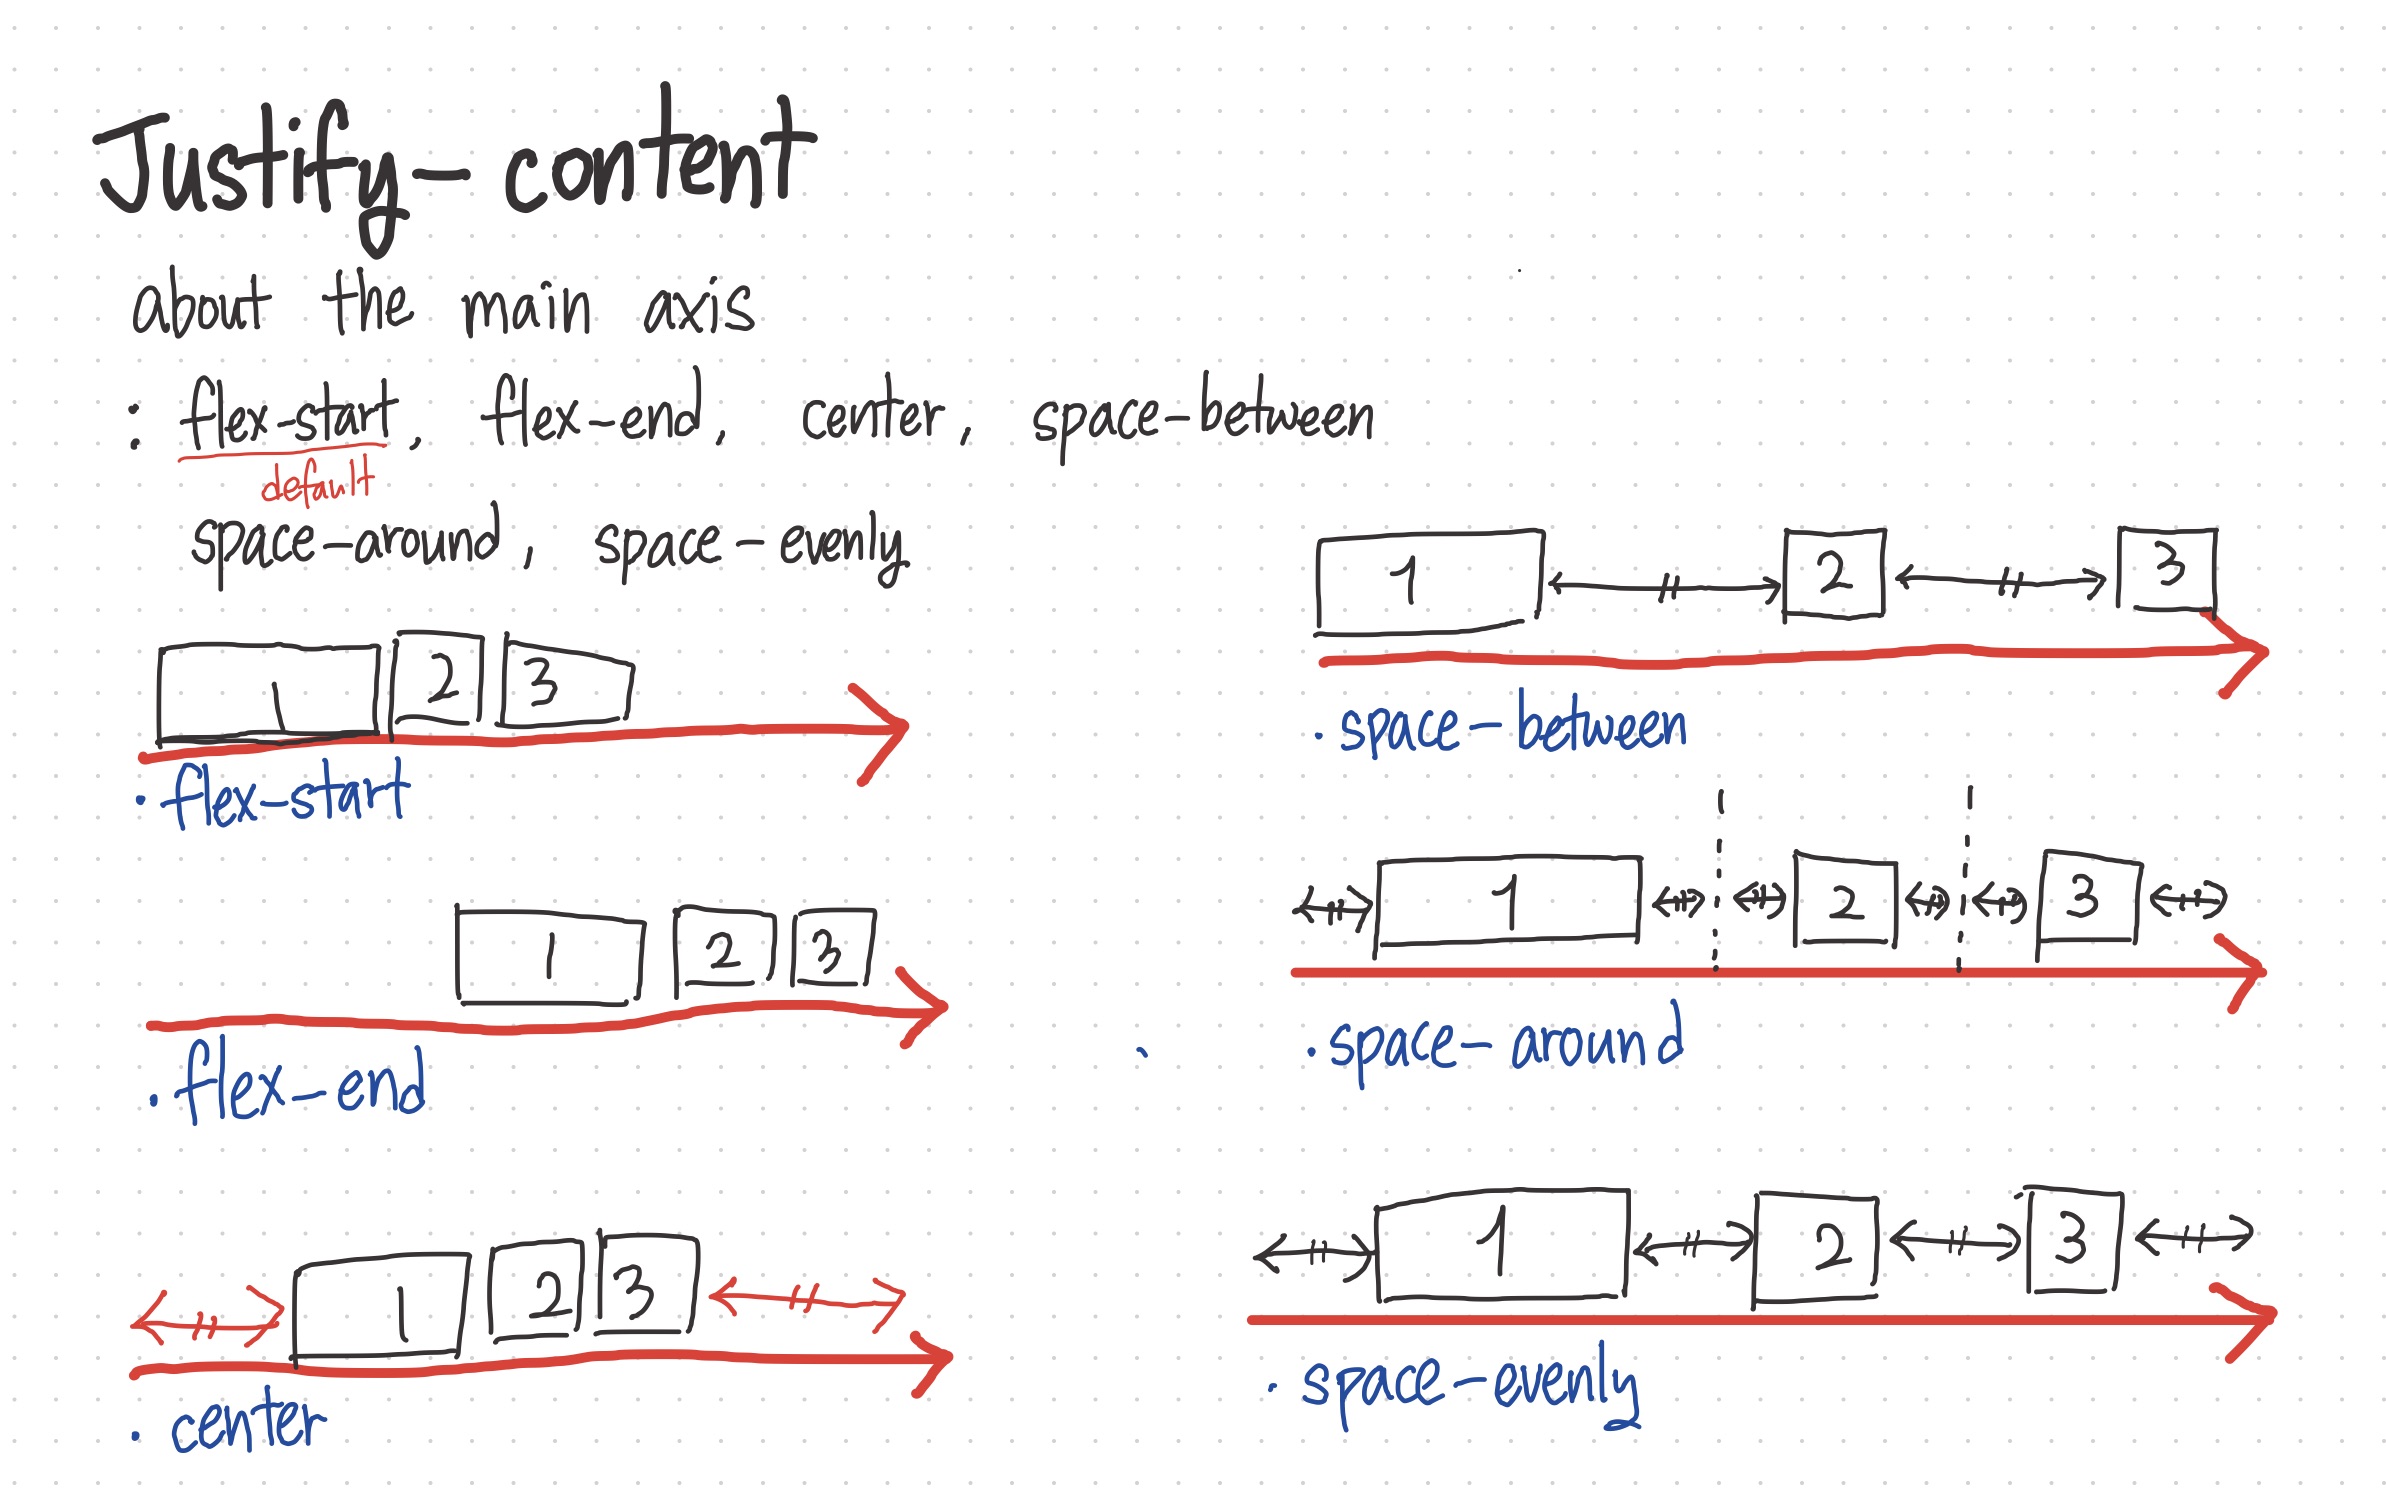 Justify-content
about the main axis
: flex-start, flex-end, center, space-between
default
space-around, space-evenly
1 2 3
· flex-start
1 2 3
· flex-end
1 2 3
· center
1 2 3
· space-between
1 2 3
· space-around
1 2 3
· space-evenly